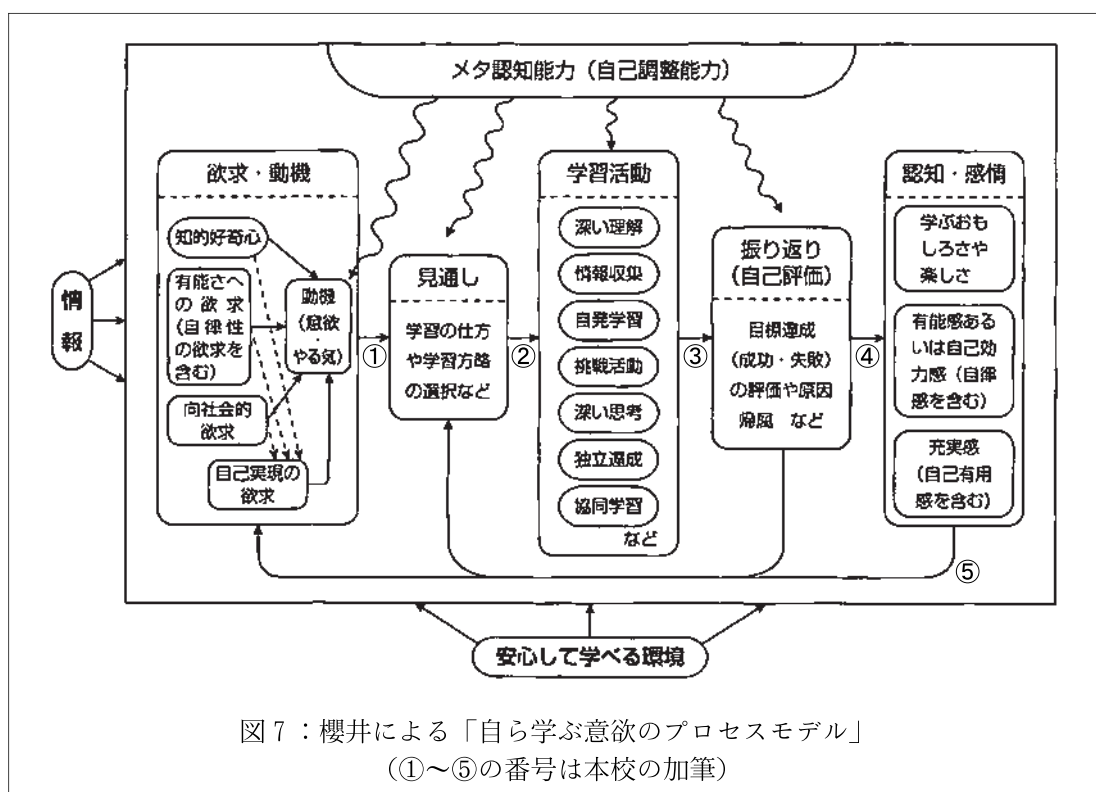 メタ認知能力（自己調整能力）
情
報
欲求・動機
知的好奇心
有能さへ
の欲求
（自律性
の欲求を
含む）
向社会的
欲求
自己実現の
欲求
動機
（意欲
・
やる気）
①
見通し
学習の仕方
や学習方略
の選択など
②
学習活動
深い理解
情報収集
自発学習
挑戦活動
深い思考
独立達成
協同学習
など
③
振り返り
（自己評価）
目標達成
（成功・失敗）
の評価や原因
帰属 など
④
認知・感情
学ぶおも
しろさや
楽しさ
有能感ある
いは自己効
力感（自律
感を含む）
充実感
（自己有用
感を含む）
⑤
安心して学べる環境
図7：櫻井による「自ら学ぶ意欲のプロセスモデル」
（①～⑤の番号は本校の加筆）